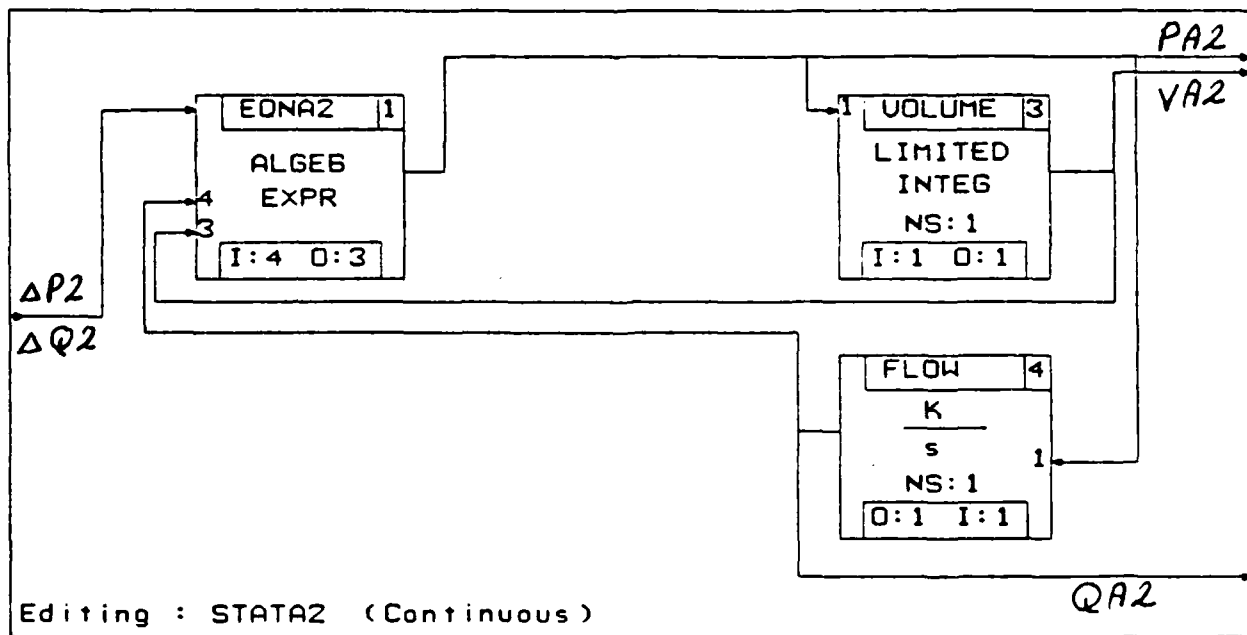 PA2
VA2
EQNA2 1
ALGEB
EXPR
4
3
I:4 O:3
1 VOLUME 3
LIMITED
INTEG
NS:1
I:1 O:1
ΔP2
ΔQ2
FLOW 4
K
s
1
NS:1
O:1 I:1
QA2
Editing : STATA2 (Continuous)